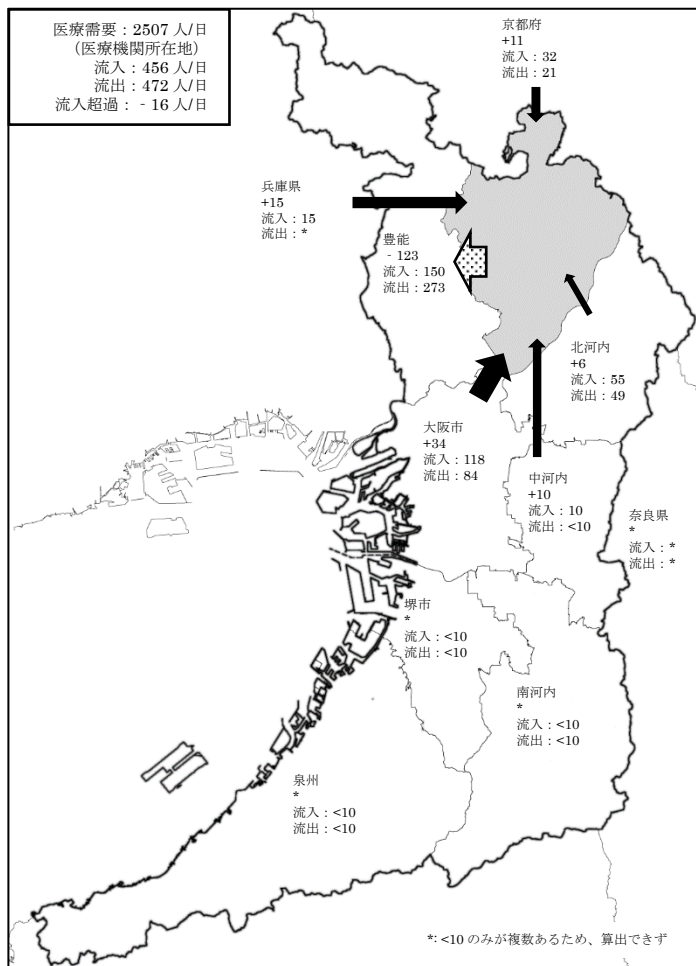 医療需要：2507 人/日
（医療機関所在地）
流入：456 人/日
流出：472 人/日
流入超過：‐16 人/日
京都府
+11
流入：32
流出：21
兵庫県
+15
流入：15
流出：*
豊能
‐123
流入：150
流出：273
北河内
+6
流入：55
流出：49
大阪市
+34
流入：118
流出：84
中河内
+10
流入：10
流出：<10
奈良県
*
流入：*
流出：*
堺市
*
流入：<10
流出：<10
南河内
*
流入：<10
流出：<10
泉州
*
流入：<10
流出：<10
*: <10 のみが複数あるため、算出できず